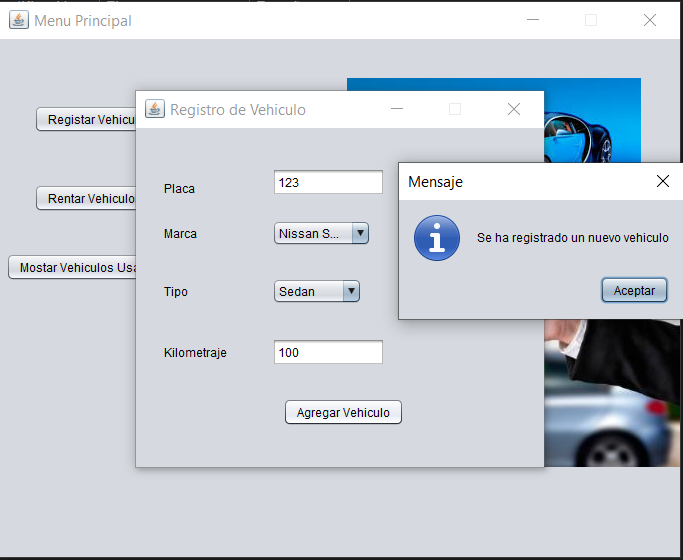 Menu Principal
Registar Vehicu
Rentar Vehiculo
Mostar Vehiculos Usa
Registro de Vehiculo
Placa
123
Marca
Nissan S...
Tipo
Sedan
Kilometraje
100
Agregar Vehiculo
Mensaje
Se ha registrado un nuevo vehiculo
Aceptar